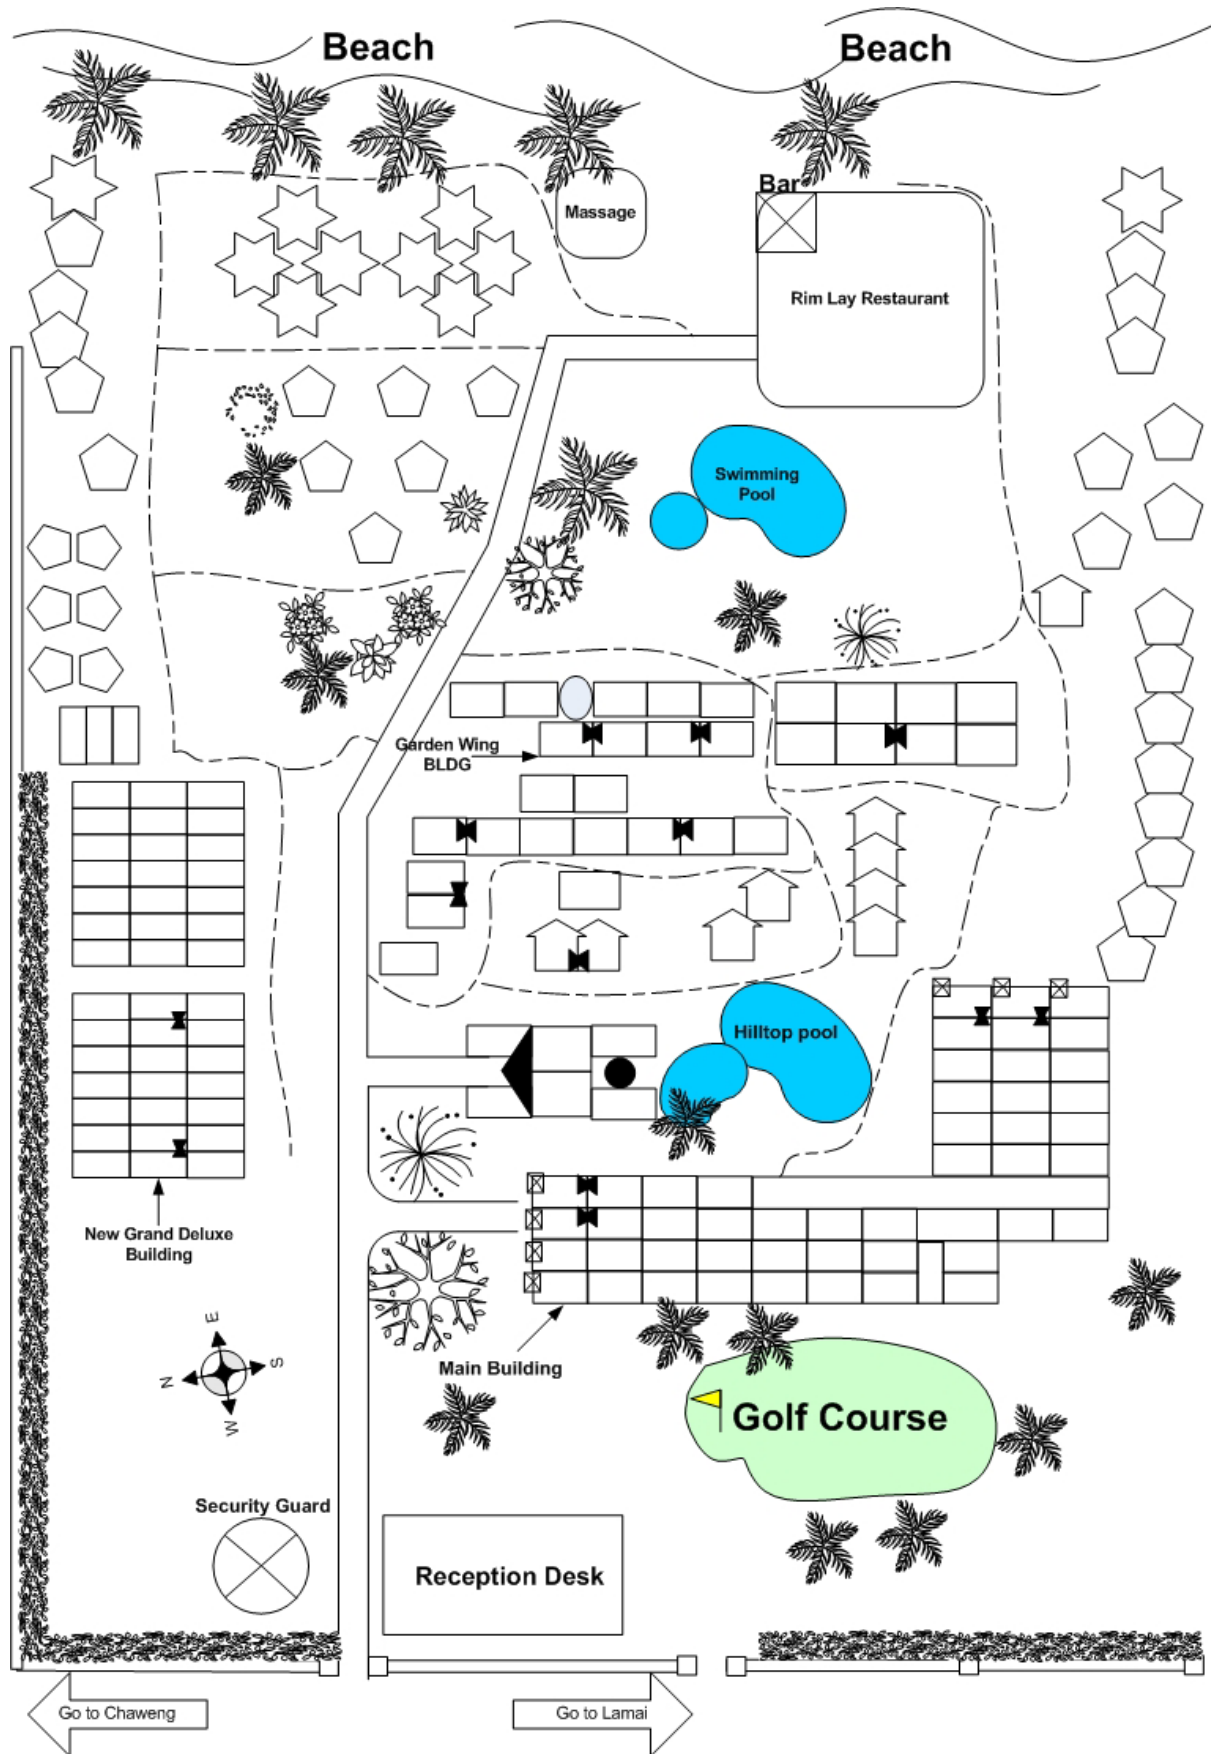 Beach
Beach
Bar
Massage
Rim Lay Restaurant
Swimming
Pool
Garden Wing
BLDG
Hilltop pool
New Grand Deluxe
Building
E
S
N
W
Main Building
Golf Course
Security Guard
Reception Desk
Go to Chaweng
Go to Lamai